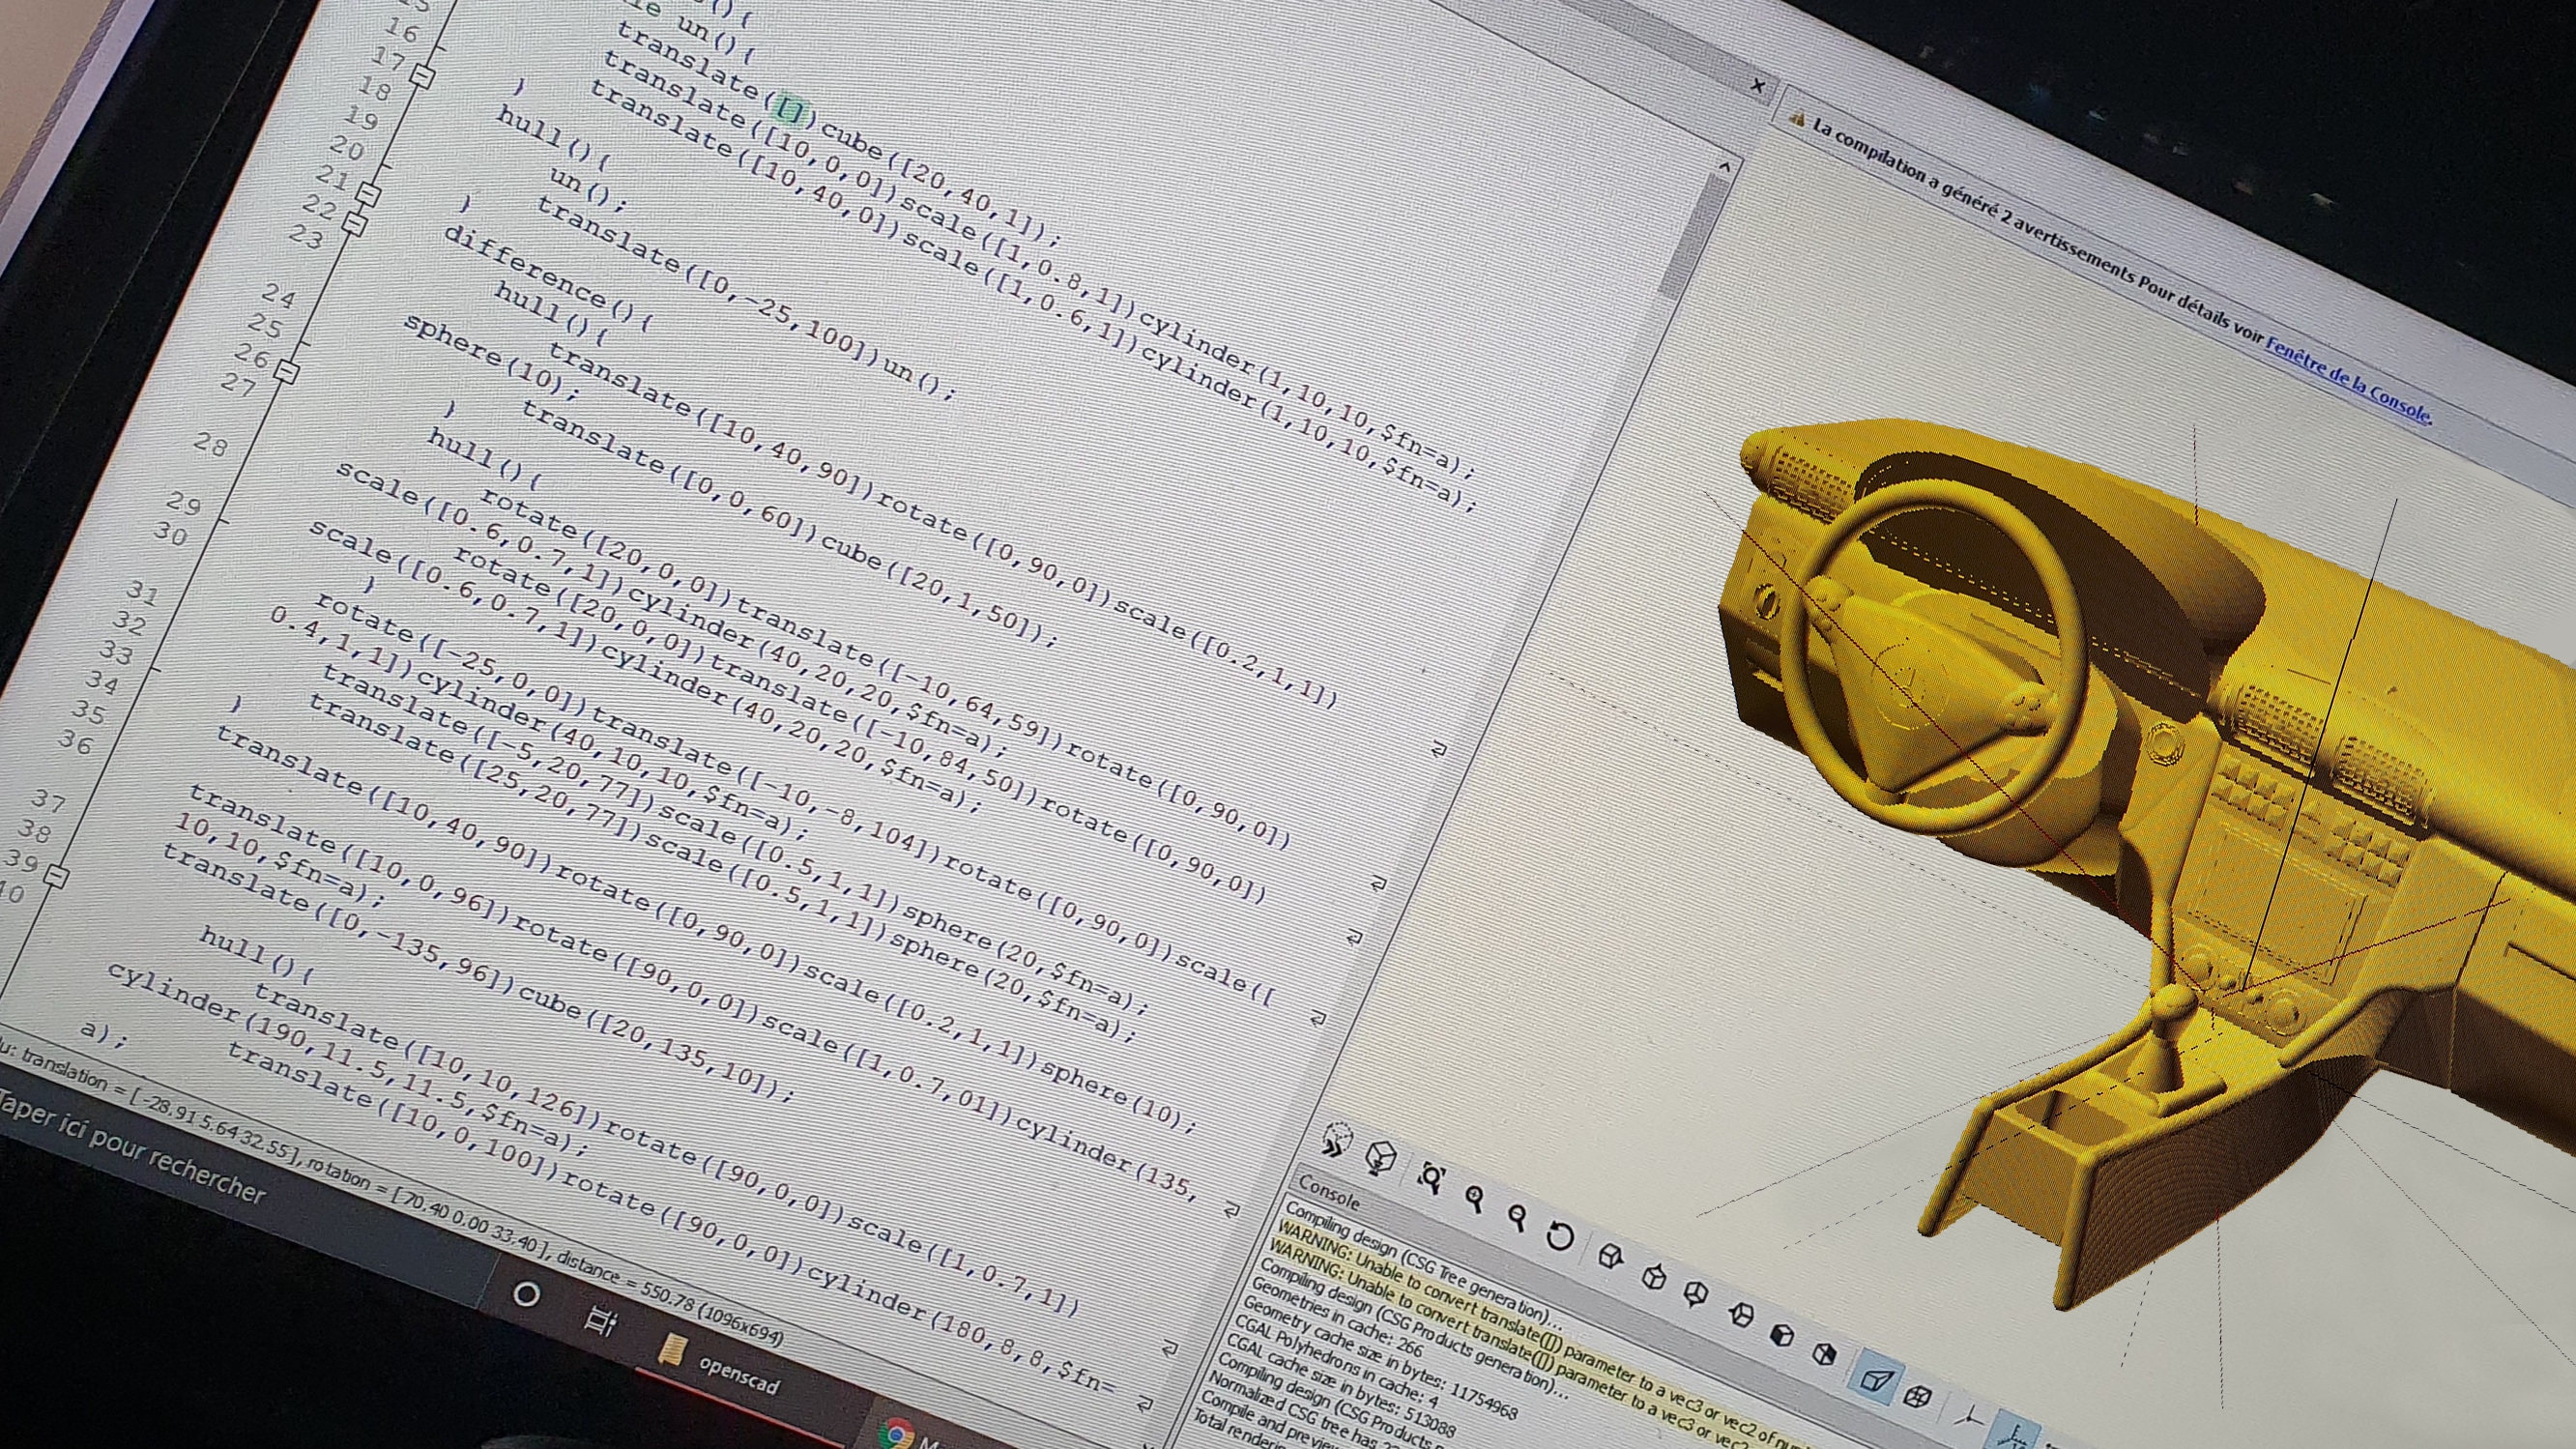 15
16
17
18
19
20
21
22
23
24
25
26
27
28
29
30
31
32
33
34
35
36
37
38
39
(){
un(){
translate([])cube([20,40,1]);
translate([10,0,0])scale([1,0.8,1])cylinder(1,10,10,$fn=a);
translate([10,40,0])scale([1,0.6,1])cylinder(1,10,10,$fn=a);
}
hull(){
un();
translate([0,-25,100])un();
}
difference(){
hull(){
translate([10,40,90])rotate([0,90,0])scale([0.2,1,1])
sphere(10);
translate([0,0,60])cube([20,1,50]);
}
hull(){
rotate([20,0,0])translate([-10,64,59])rotate([0,90,0])
scale([0.6,0.7,1])cylinder(40,20,20,$fn=a);
rotate([20,0,0])translate([-10,84,50])rotate([0,90,0])
scale([0.6,0.7,1])cylinder(40,20,20,$fn=a);
}
rotate([-25,0,0])translate([-10,-8,104])rotate([0,90,0])scale([
0.4,1,1])cylinder(40,10,10,$fn=a);
translate([-5,20,77])scale([0.5,1,1])sphere(20,$fn=a);
translate([25,20,77])scale([0.5,1,1])sphere(20,$fn=a);
}
translate([10,40,90])rotate([0,90,0])scale([0.2,1,1])sphere(10);
translate([10,0,96])rotate([90,0,0])scale([1,0.7,01])cylinder(135,
10,10,$fn=a);
translate([0,-135,96])cube([20,135,10]);
hull(){
translate([10,10,126])rotate([90,0,0])scale([1,0.7,1])
cylinder(190,11.5,11.5,$fn=a);
translate([10,0,100])rotate([90,0,0])cylinder(180,8,8,$fn=
a);
translation = [ -28.91 5.64 32.55 ], rotation = [ 70.40 0.00 33.40 ], distance = 550.78 (1096x694)
Taper ici pour rechercher
openscad
La compilation a généré 2 avertissements Pour détails voir Fenêtre de la Console.
Console
Compiling design (CSG Tree generation)...
WARNING: Unable to convert translate([]) parameter to a vec3 or vec2 of
WARNING: Unable to convert translate([]) parameter to a vec3 or vec2
Compiling design (CSG Products generation)...
Geometries in cache: 266
Geometry cache size in bytes: 11754968
CGAL Polyhedrons in cache: 4
CGAL cache size in bytes: 513088
Compiling design (CSG Products
Normalized CSG tree has
Compile and preview
Total